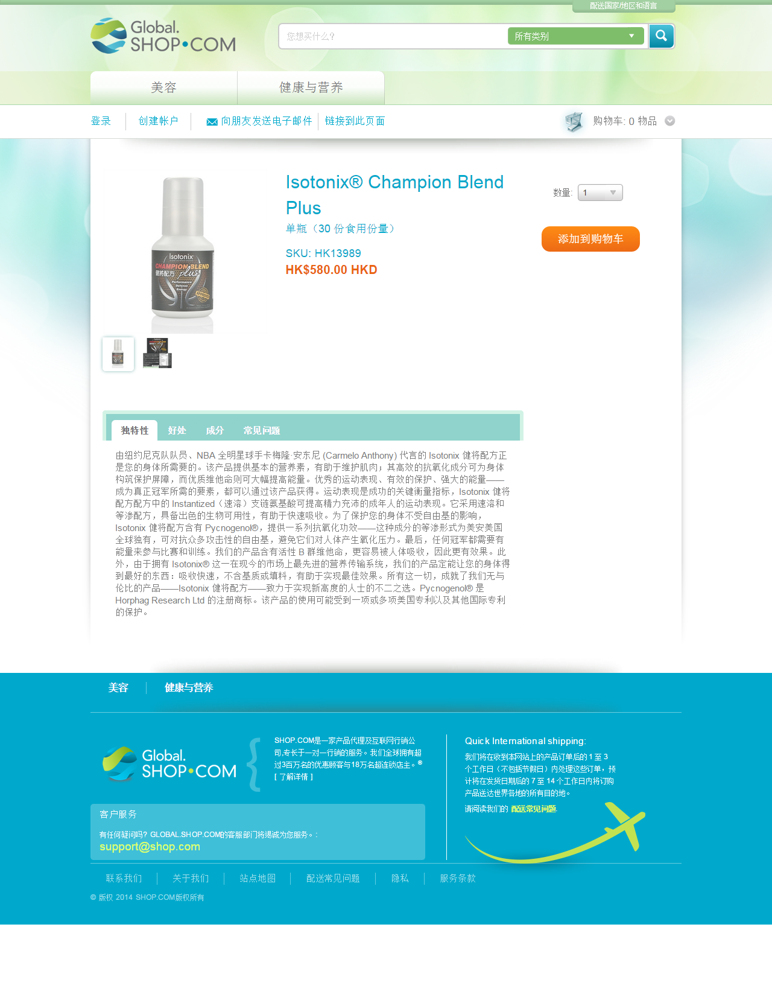 配送国家/地区和语言
Global.
SHOP.COM
您想买什么?
所有类别
美容
健康与营养
登录
创建帐户
向朋友发送电子邮件
链接到此页面
购物车: 0 物品
Isotonix® Champion Blend
Plus
单瓶（30 份食用份量）
SKU: HK13989
HK$580.00 HKD
数量:
1
添加到购物车
Isotonix
CHAMPION BLEND
健將配方 plus
Performance
Defense
Energy
独特性
好处
成分
常见问题
由纽约尼克队队员、NBA 全明星球手卡梅隆·安东尼 (Carmelo Anthony) 代言的 Isotonix 健将配方正
是您的身体所需要的。该产品提供基本的营养素，有助于维护肌肉；其高效的抗氧化成分可为身体
构筑保护屏障，而优质维他命则可大幅提高能量。优秀的运动表现、有效的保护、强大的能量——
成为真正冠军所需的要素，都可以通过该产品获得。运动表现是成功的关键衡量指标，Isotonix 健将
配方配方中的 Instantized（速溶）支链氨基酸可提高精力充沛的成年人的运动表现。它采用速溶和
等渗配方，具备出色的生物可用性，有助于快速吸收。为了保护您的身体不受自由基的影响，
Isotonix 健将配方含有 Pycnogenol®，提供一系列抗氧化功效——这种成分的等渗形式为美安美国
全球独有，可对抗众多攻击性的自由基，避免它们对人体产生氧化压力。最后，任何冠军都需要有
能量来参与比赛和训练。我们的产品含有活性 B 群维他命，更容易被人体吸收，因此更有效果。此
外，由于拥有 Isotonix® 这一在现今的市场上最先进的营养传输系统，我们的产品定能让您的身体得
到最好的东西：吸收快速，不含基质或填料，有助于实现最佳效果。所有这一切，成就了我们无与
伦比的产品——Isotonix 健将配方——致力于实现新高度的人士的不二之选。Pycnogenol® 是
Horphag Research Ltd 的注册商标。该产品的使用可能受到一项或多项美国专利以及其他国际专利
的保护。
美容
健康与营养
Global.
SHOP.COM
SHOP.COM是一家产品代理及互联网行销公
司,专长于一对一行销的服务。我们全球拥有超
过3百万名的优惠顾客与18万名超连锁店主。®
[ 了解详情 ]
Quick International shipping:
我们将在收到本网站上的产品订单后的 1 至 3
个工作日（不包括节假日）内处理这些订单，预
计将在发货日期后的 7 至 14 个工作日内将订购
产品送达世界各地的所有目的地。
请阅读我们的 配送常见问题.
客户服务
有任何疑问吗? GLOBAL.SHOP.COM的客服部门将竭诚为您服务。:
support@shop.com
联系我们
关于我们
站点地图
配送常见问题
隐私
服务条款
© 版权 2014 SHOP.COM版权所有